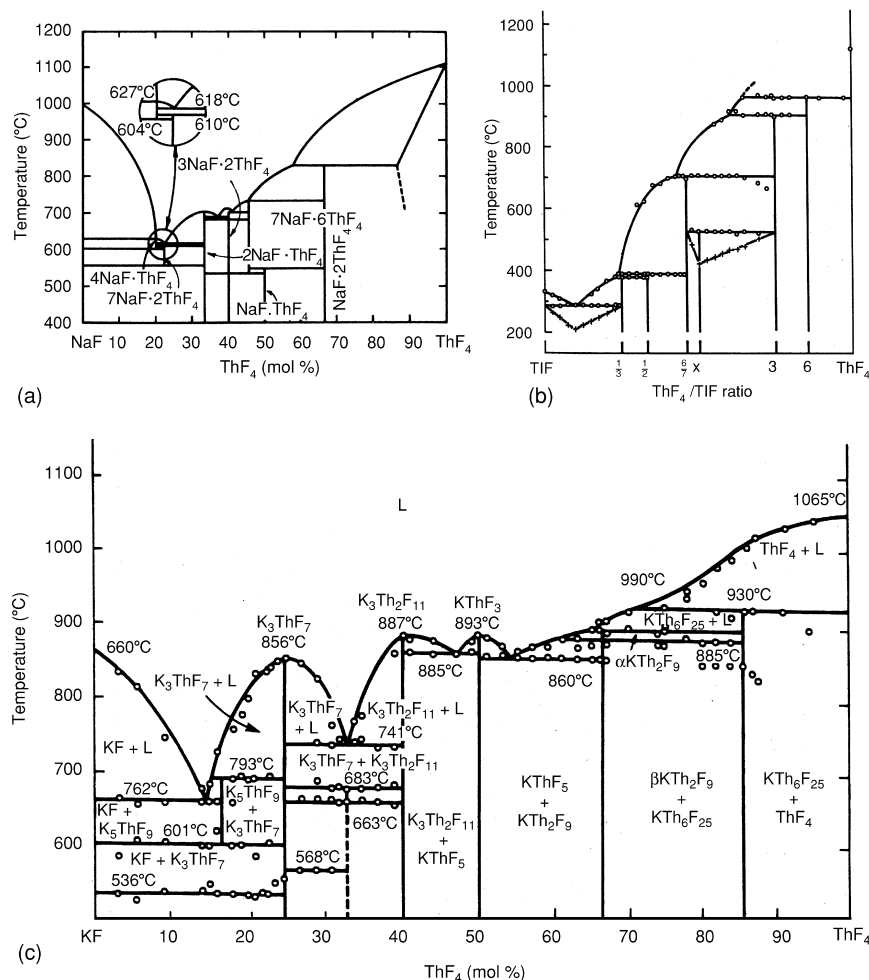 1200
1100
1000
900
800
700
600
500
400
Temperature (°C)
627°C
618°C
604°C
610°C
3NaF·2ThF₄
7NaF·6ThF₄
2NaF·ThF₄
4NaF·ThF₄
7NaF·2ThF₄
NaF.ThF₄
NaF·2ThF₄
NaF 10 20 30 40 50 60 70 80 90 ThF₄
ThF₄ (mol %)
(a)
1200
1000
900
700
600
400
200
Temperature (°C)
TIF 1/3 1/2 6/7 x 3 6 ThF₄
ThF₄ /TIF ratio
(b)
1100
1000
900
800
700
600
Temperature (°C)
L
1065°C
ThF₄ + L
990°C
930°C
K₃Th₂F₁₁
887°C
KThF₃
893°C
K₃ThF₇
856°C
KTh₆F₂₅ + L
660°C
885°C
αKTh₂F₉
885°C
860°C
K₃ThF₇ + L
K₃ThF₇
+ L
K₃Th₂F₁₁ + L
741°C
KF + L
K₃ThF₇ + K₃Th₂F₁₁
793°C
683°C
762°C
K₅ThF₉
+
K₃ThF₇
KF +
K₅ThF₉
601°C
663°C
KF + K₃ThF₇
568°C
536°C
K₃Th₂F₁₁
+
KThF₅
KThF₅
+
KTh₂F₉
βKTh₂F₉
+
KTh₆F₂₅
KTh₆F₂₅
+
ThF₄
KF 10 20 30 40 50 60 70 80 90 ThF₄
ThF₄ (mol %)
(c)